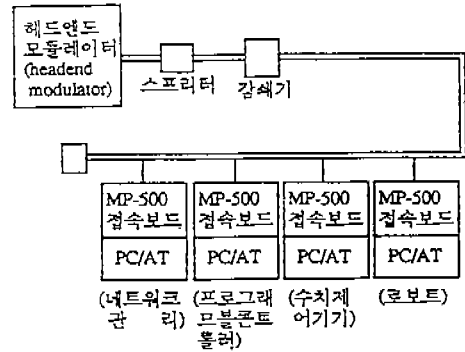 헤드엔드
모듈레이터
(headend
modulator)
스프리터
감쇄기
MP-500
접속보드
PC/AT
(네트워크
관 리)
MP-500
접속보드
PC/AT
(프로그래
므블콘트
롤러)
MP-500
접속보드
PC/AT
(수치제
어기기)
MP-500
접속보드
PC/AT
(로보트)